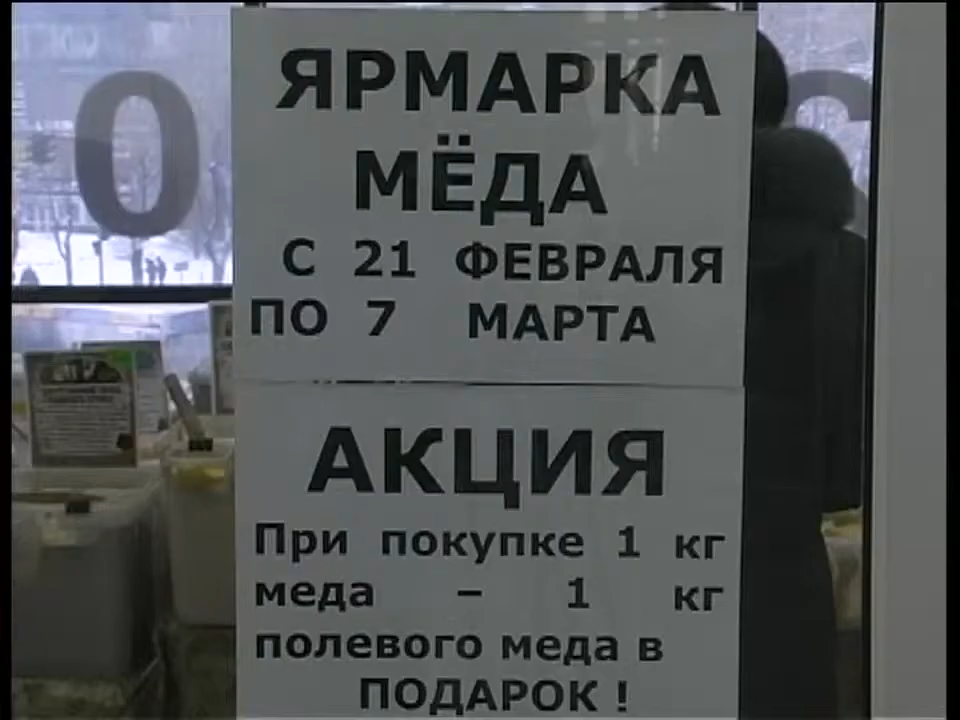 ЯРМАРКА
МЁДА
С 21 ФЕВРАЛЯ
ПО 7 МАРТА
АКЦИЯ
При покупке 1 кг
меда – 1 кг
полевого меда в
ПОДАРОК !